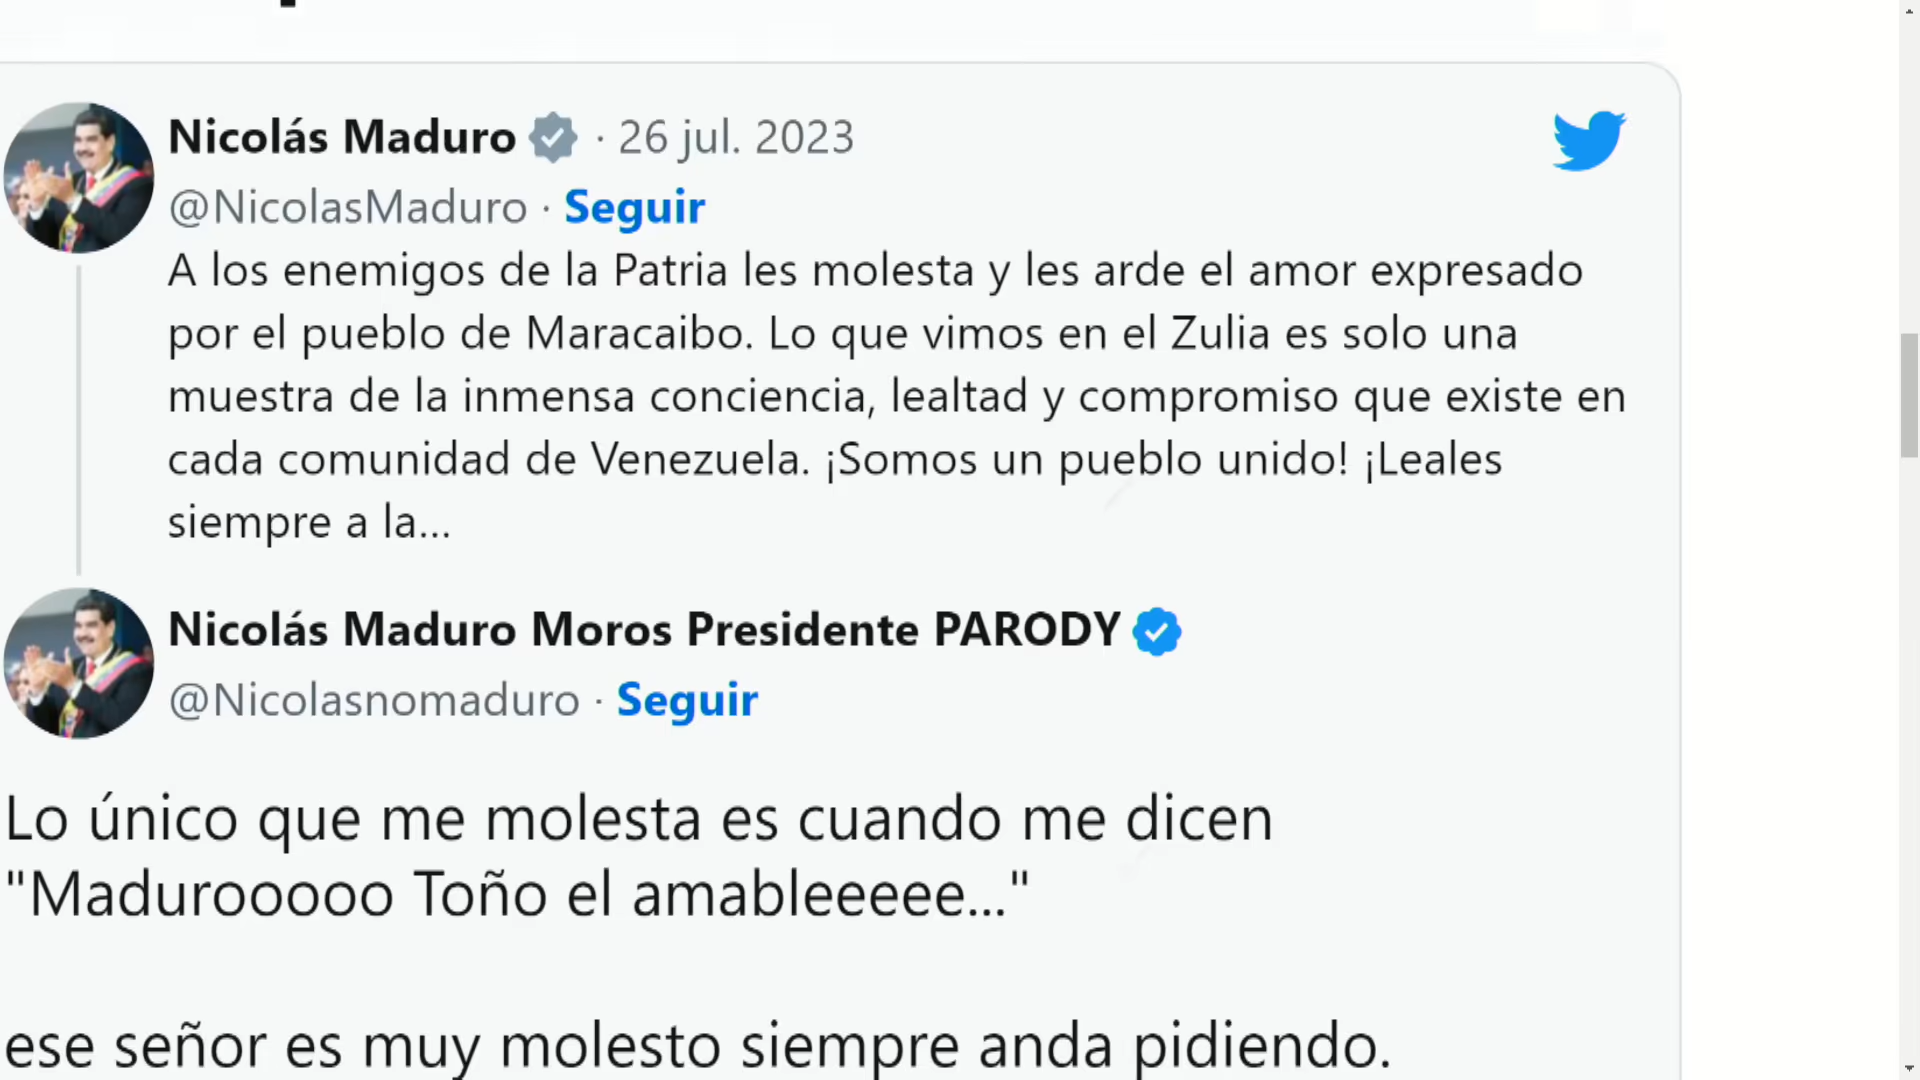 Nicolás Maduro · 26 jul. 2023
@NicolasMaduro · Seguir
A los enemigos de la Patria les molesta y les arde el amor expresado
por el pueblo de Maracaibo. Lo que vimos en el Zulia es solo una
muestra de la inmensa conciencia, lealtad y compromiso que existe en
cada comunidad de Venezuela. ¡Somos un pueblo unido! ¡Leales
siempre a la...
Nicolás Maduro Moros Presidente PARODY
@Nicolasnomaduro · Seguir
Lo único que me molesta es cuando me dicen
"Madurooooo Toño el amableeeee..."
ese señor es muy molesto siempre anda pidiendo.